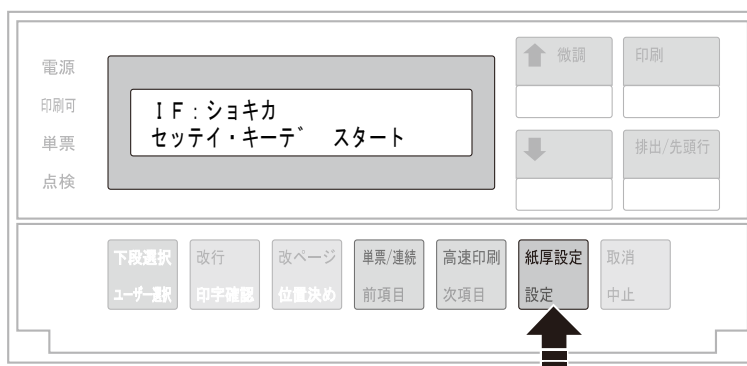 電源
印刷可
単票
点検
IF:ショキカ
セッテイ・キーデ゛ スタート
微調
印刷
排出/先頭行
下段選択
ユーザー選択
改行
印字確認
改ページ
位置決め
単票/連続
前項目
高速印刷
次項目
紙厚設定
設定
取消
中止